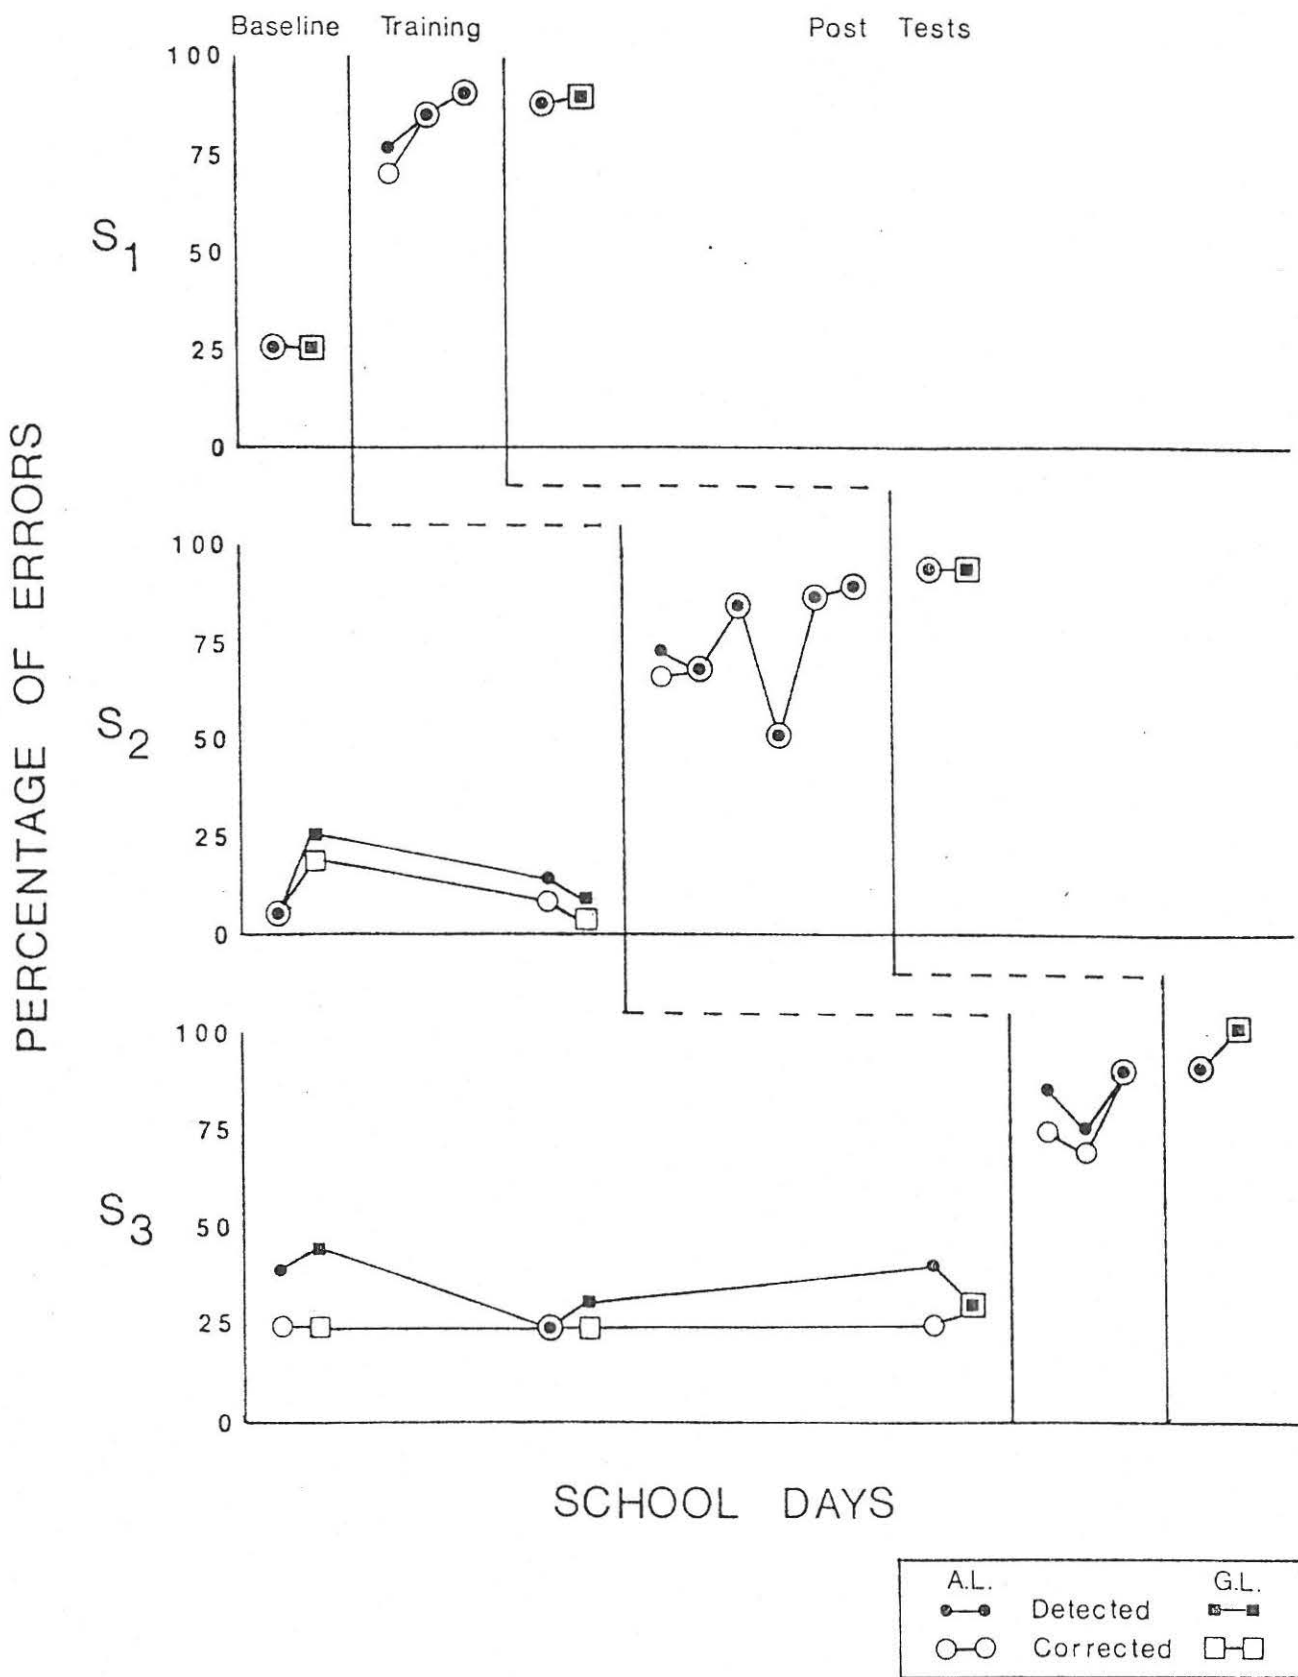 Baseline Training Post Tests
100
75
S1 50
25
0
PERCENTAGE OF ERRORS
100
75
S2 50
25
0
100
75
S3 50
25
0
SCHOOL DAYS
A.L. G.L.
Detected
Corrected